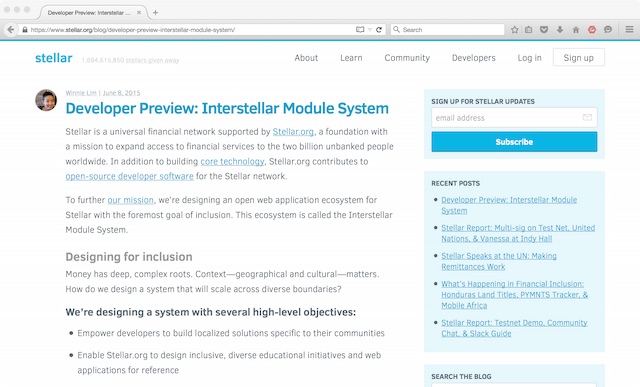 Developer Preview: Interstellar ...
https://www.stellar.org/blog/developer-preview-interstellar-module-system/
Search
stellar
1,694,619,850 stellars given away
About
Learn
Community
Developers
Log in
Sign up
Winnie Lim | June 8, 2015
Developer Preview: Interstellar Module System
Stellar is a universal financial network supported by Stellar.org, a foundation with
a mission to expand access to financial services to the two billion unbanked people
worldwide. In addition to building core technology, Stellar.org contributes to
open-source developer software for the Stellar network.
To further our mission, we're designing an open web application ecosystem for
Stellar with the foremost goal of inclusion. This ecosystem is called the Interstellar
Module System.
Designing for inclusion
Money has deep, complex roots. Context—geographical and cultural—matters.
How do we design a system that will scale across diverse boundaries?
We're designing a system with several high-level objectives:
Empower developers to build localized solutions specific to their communities
Enable Stellar.org to design inclusive, diverse educational initiatives and web
applications for reference
SIGN UP FOR STELLAR UPDATES
email address
Subscribe
RECENT POSTS
Developer Preview: Interstellar Module
System
Stellar Report: Multi-sig on Test Net, United
Nations, & Vanessa at Indy Hall
Stellar Speaks at the UN: Making
Remittances Work
What's Happening in Financial Inclusion:
Honduras Land Titles, PYMNTS Tracker, &
Mobile Africa
Stellar Report: Testnet Demo, Community
Chat, & Slack Guide
SEARCH THE BLOG